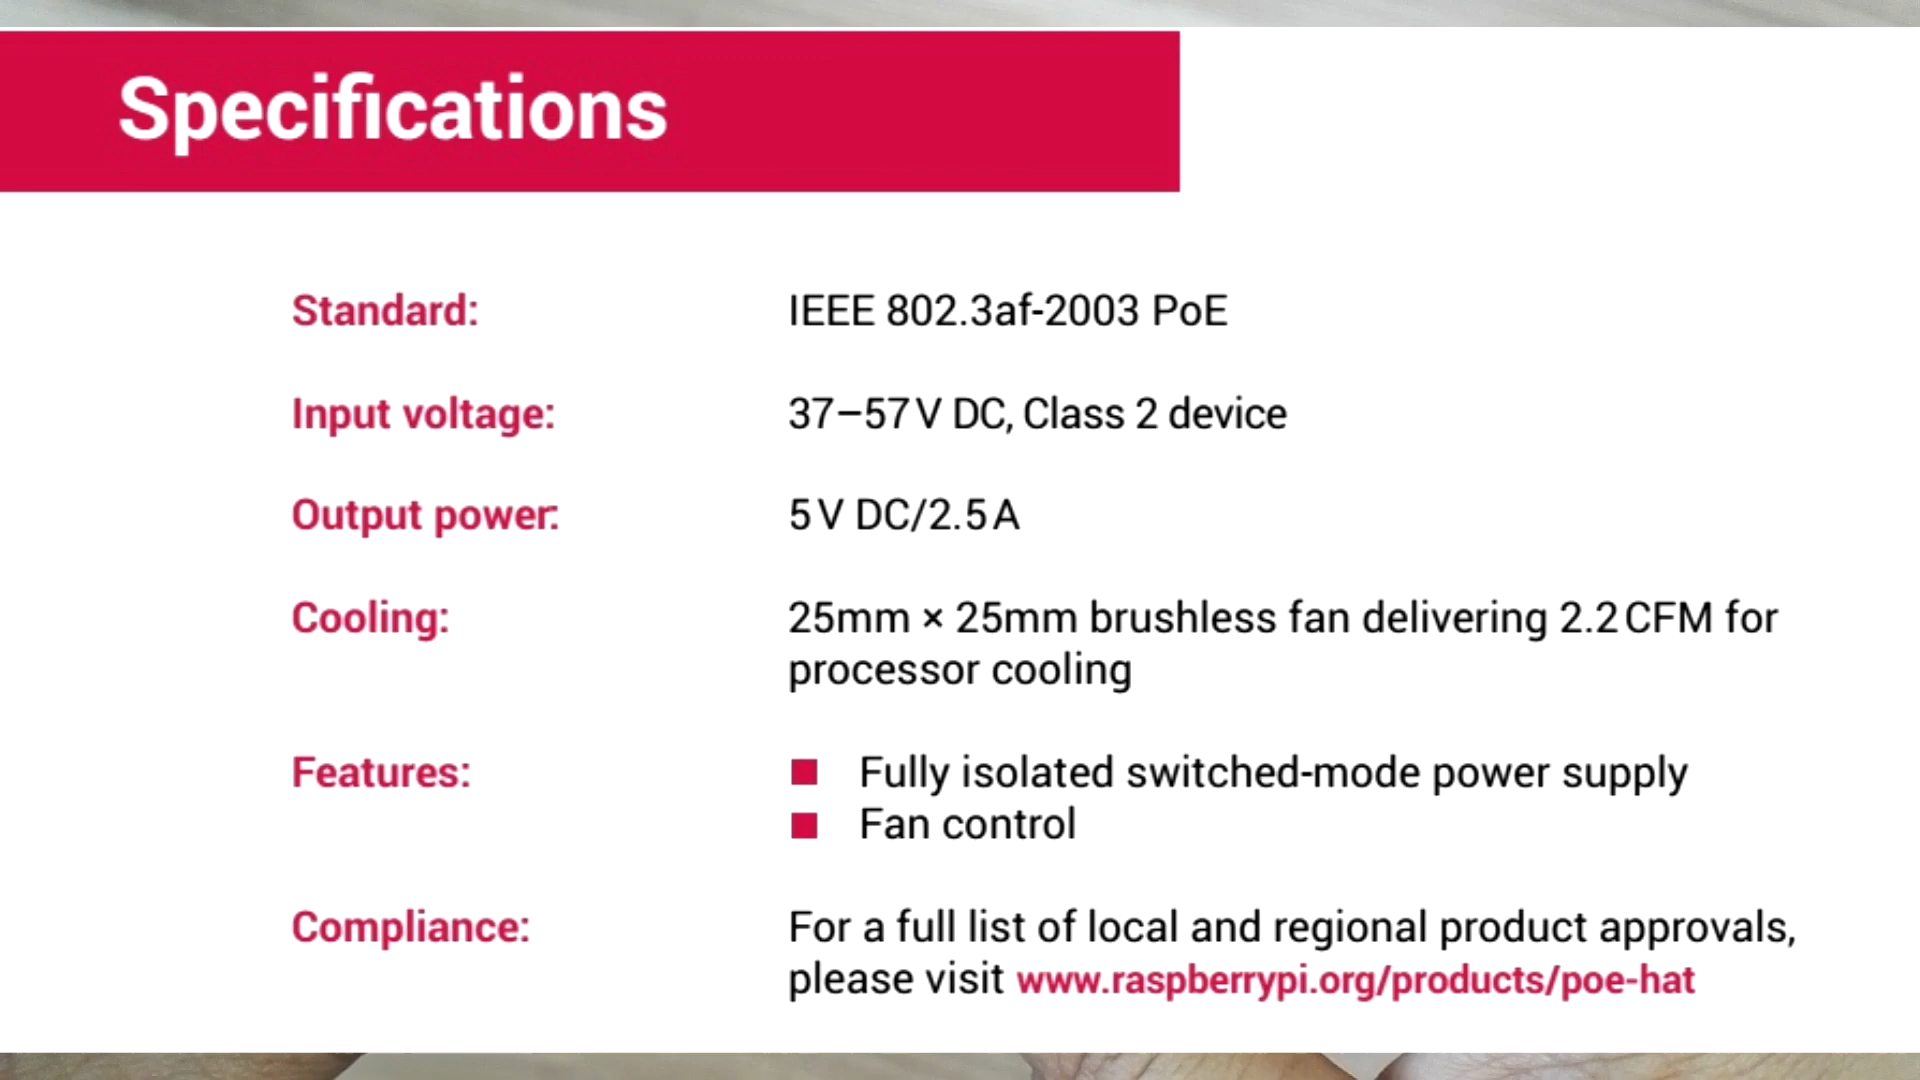 Specifications
Standard: IEEE 802.3af-2003 PoE
Input voltage: 37–57 V DC, Class 2 device
Output power: 5 V DC/2.5 A
Cooling: 25mm × 25mm brushless fan delivering 2.2 CFM for
processor cooling
Features: ■ Fully isolated switched-mode power supply
■ Fan control
Compliance: For a full list of local and regional product approvals,
please visit www.raspberrypi.org/products/poe-hat